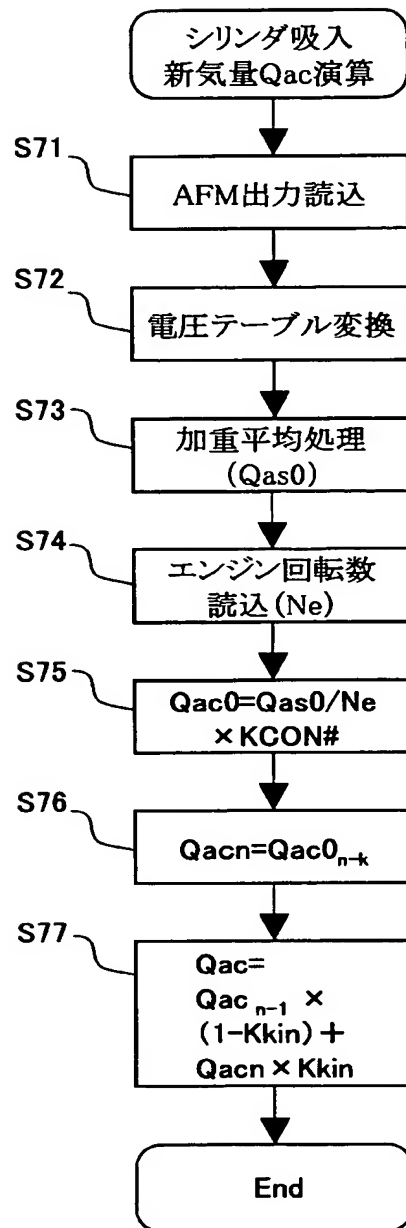 シリンダ吸入
新気量Qac演算
S71
AFM出力読込
S72
電圧テーブル変換
S73
加重平均処理
(Qas0)
S74
エンジン回転数
読込(Ne)
S75
Qac0=Qas0/Ne
×KCON#
S76
Qacn=Qac0n-k
S77
Qac=
Qac n-1 ×
(1-Kkin)+
Qacn×Kkin
End